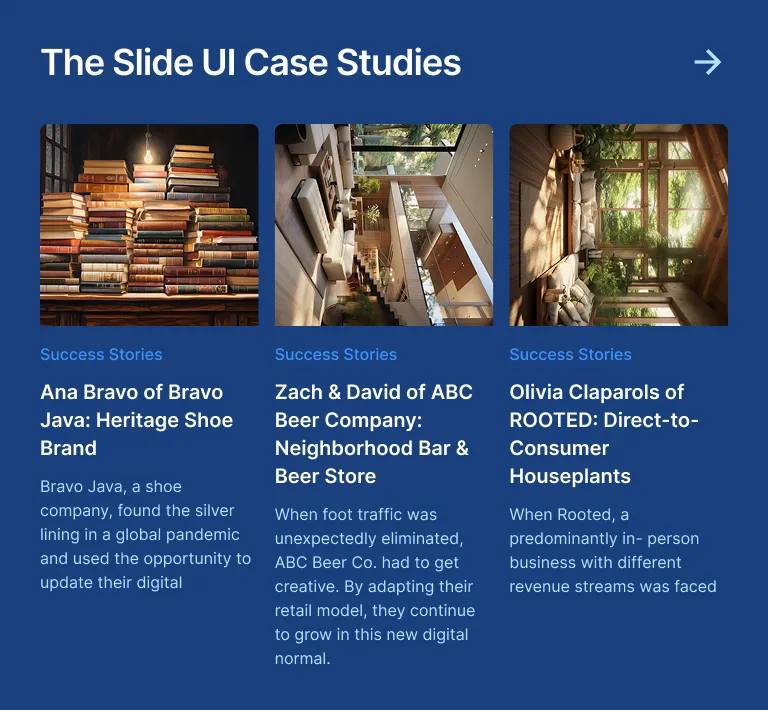 The Slide UI Case Studies
Success Stories
Ana Bravo of Bravo
Java: Heritage Shoe
Brand
Bravo Java, a shoe
company, found the silver
lining in a global pandemic
and used the opportunity to
update their digital
Success Stories
Zach & David of ABC
Beer Company:
Neighborhood Bar &
Beer Store
When foot traffic was
unexpectedly eliminated,
ABC Beer Co. had to get
creative. By adapting their
retail model, they continue
to grow in this new digital
normal.
Success Stories
Olivia Claparols of
ROOTED: Direct-to-
Consumer
Houseplants
When Rooted, a
predominantly in- person
business with different
revenue streams was faced